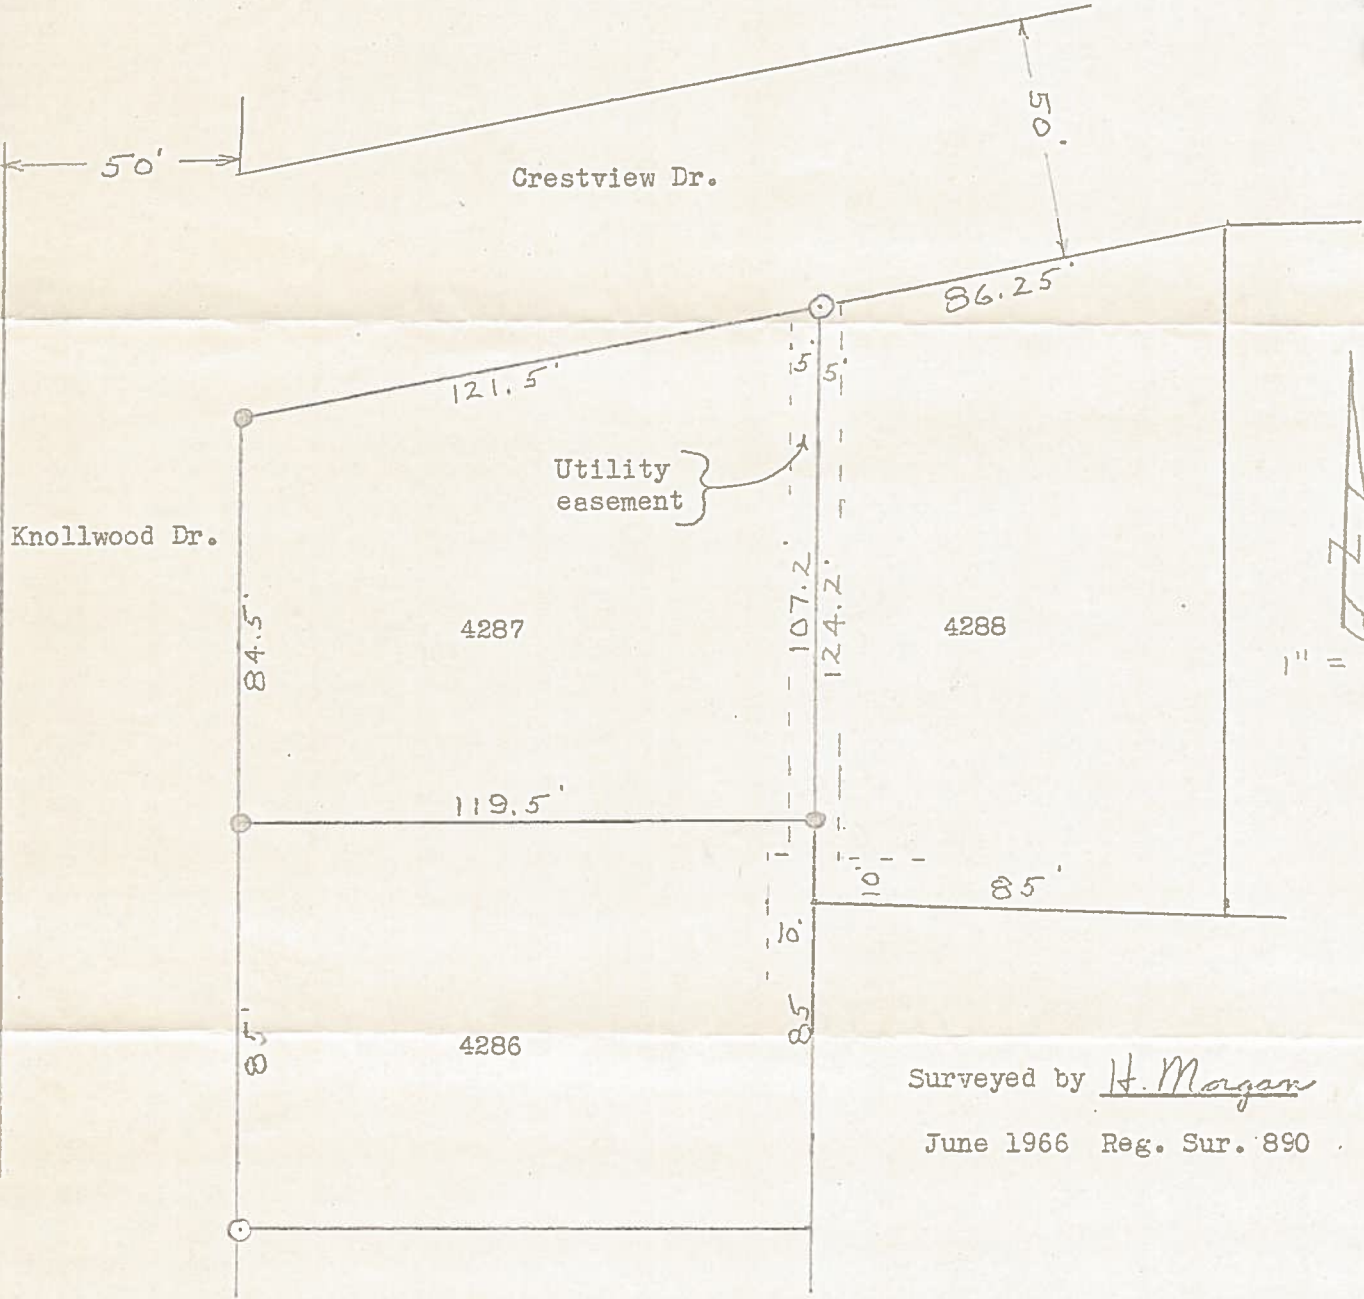 50'
50'
Crestview Dr.
86.25'
121.5'
5'
5'
Utility
easement
Knollwood Dr.
107.2'
124.2'
84.5'
4287
4288
N
1" =
119.5'
10
85'
10'
85'
85
4286
Surveyed by H. Morgan
June 1966 Reg. Sur. 890